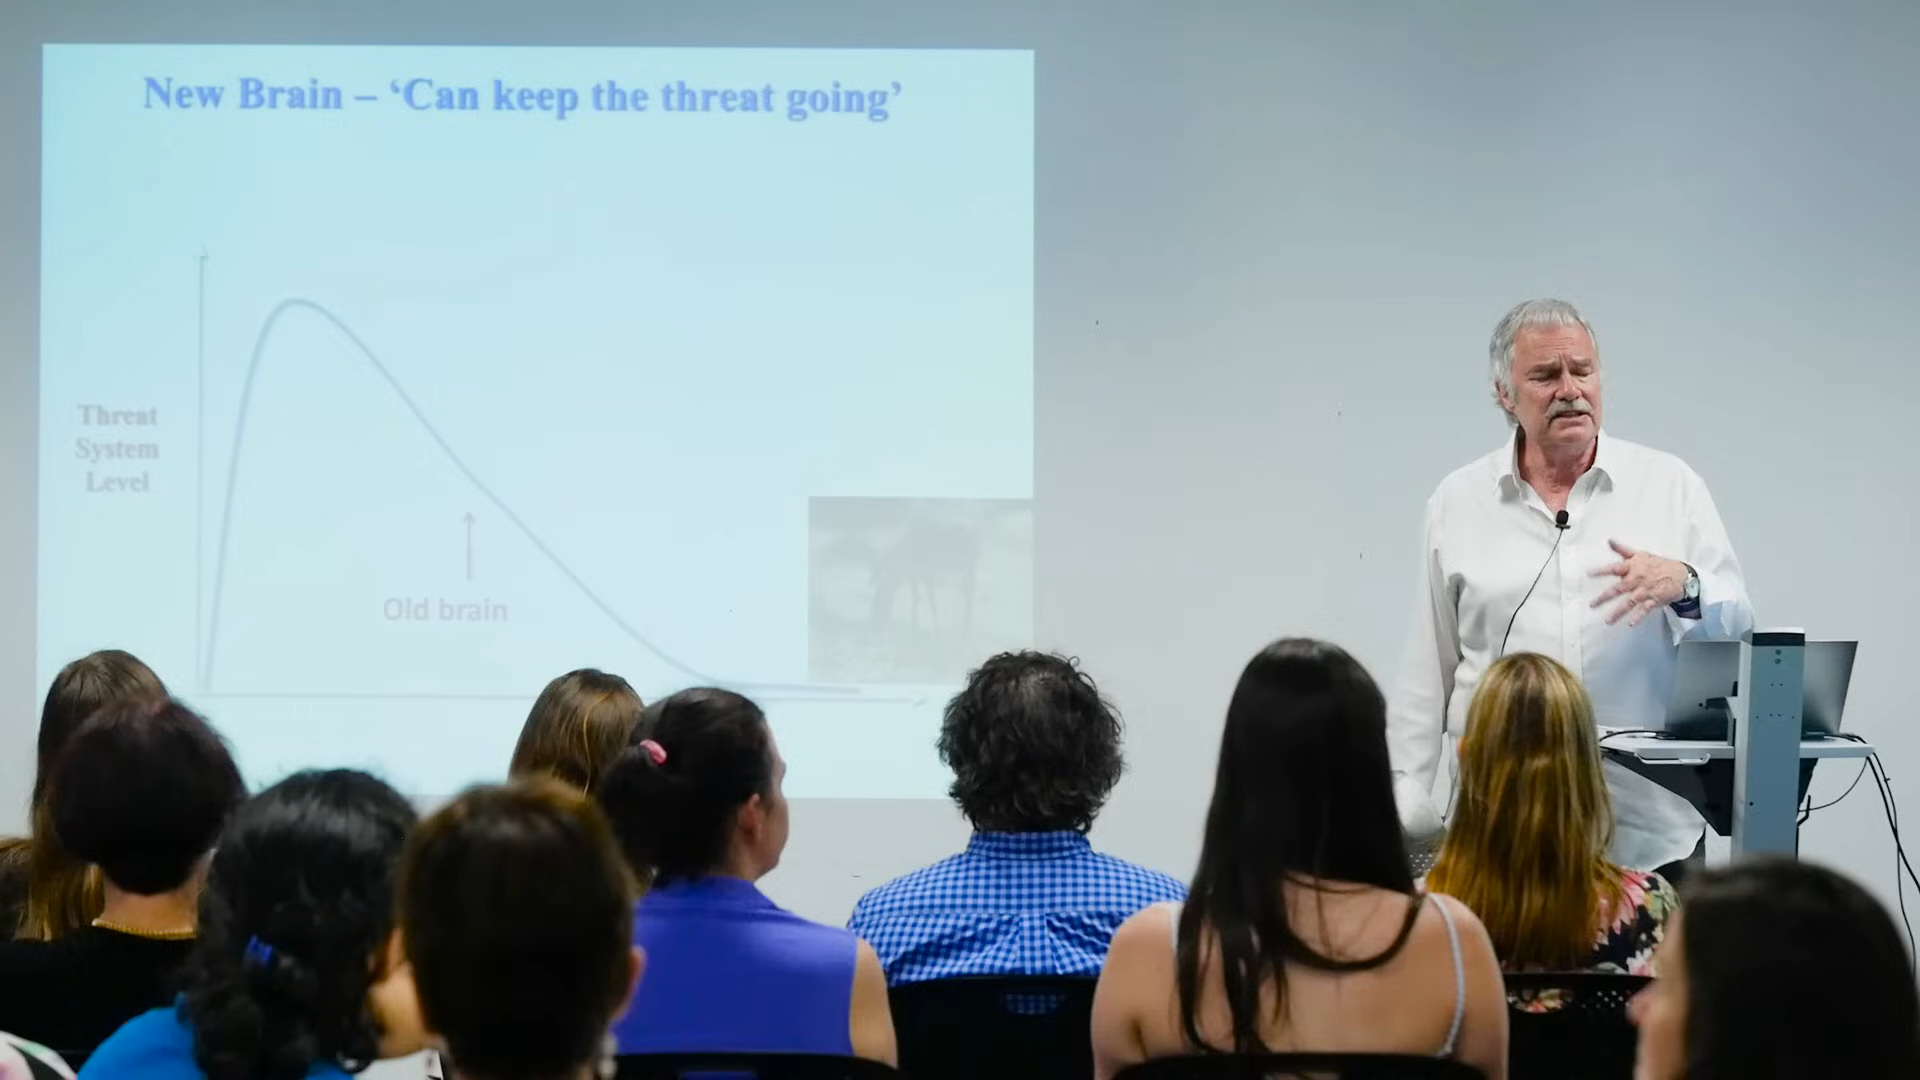 New Brain – ‘Can keep the threat going’
Threat
System
Level
Old brain